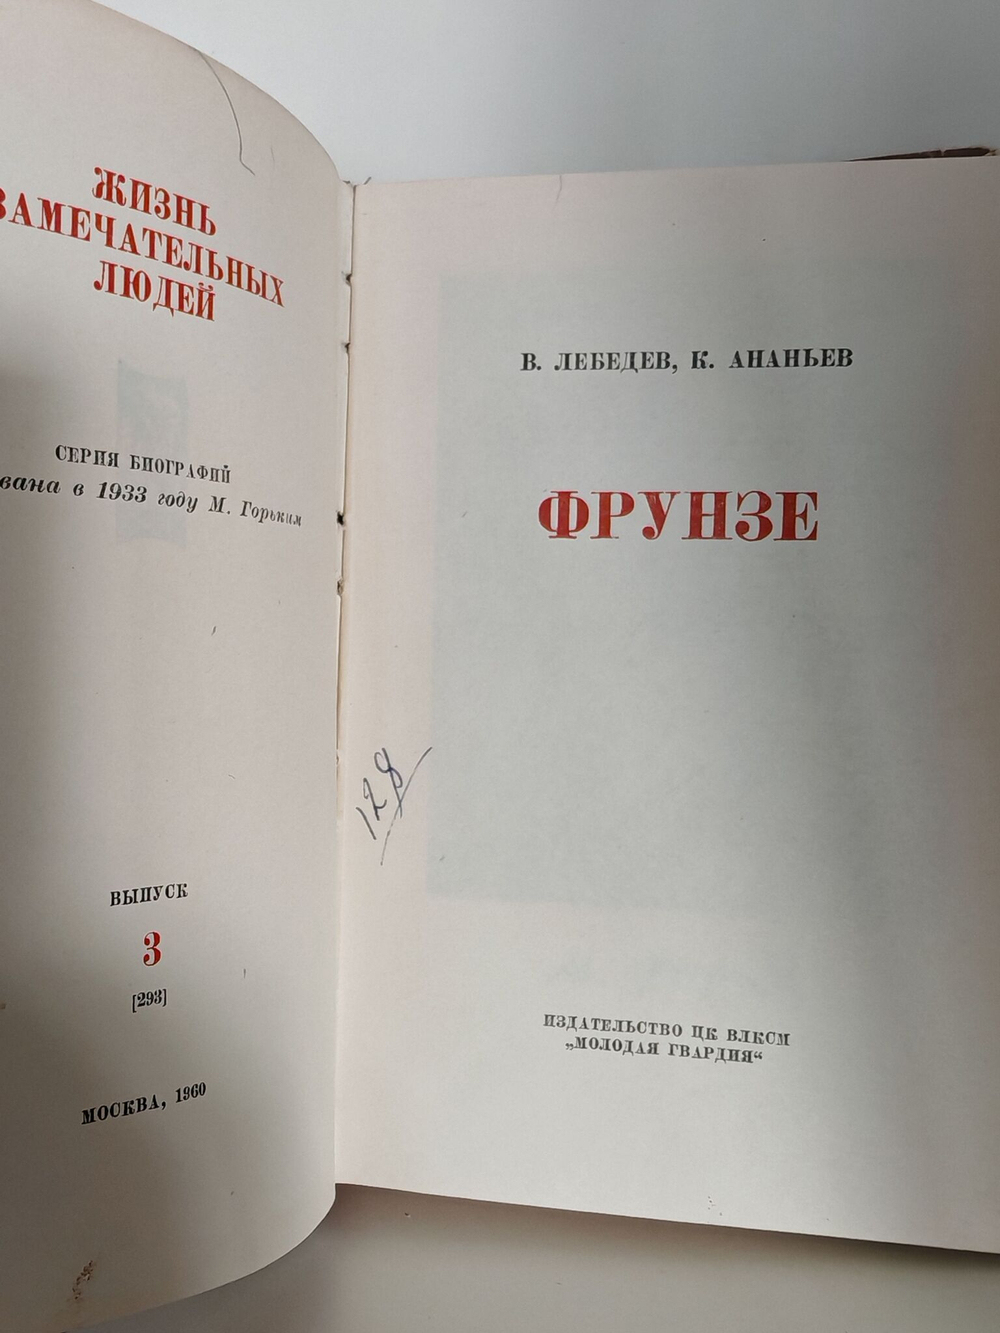 ЖИЗНЬ
ЗАМЕЧАТЕЛЬНЫХ
ЛЮДЕЙ
СЕРИЯ БИОГРАФИЙ
вана в 1933 году М. Горьким
ВЫПУСК
3
[293]
МОСКВА, 1960
В. ЛЕБЕДЕВ, К. АНАНЬЕВ
ФРУНЗЕ
128
ИЗДАТЕЛЬСТВО ЦК ВЛКСМ
„МОЛОДАЯ ГВАРДИЯ“